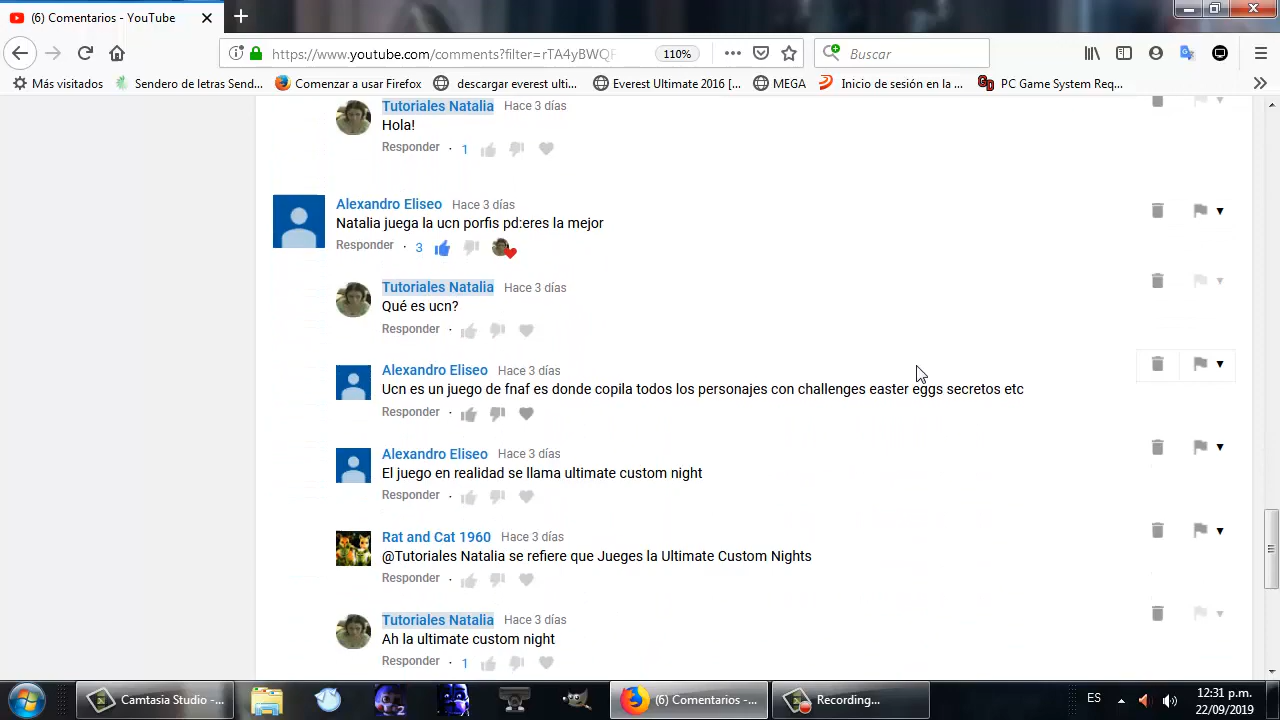 (6) Comentarios - YouTube
https://www.youtube.com/comments?filter=rTA4yBWQF
110%
Buscar
Más visitados
Sendero de letras Send...
Comenzar a usar Firefox
descargar everest ulti...
Everest Ultimate 2016 [...
MEGA
Inicio de sesión en la ...
PC Game System Req...
Tutoriales Natalia Hace 3 días
Hola!
Responder · 1
Alexandro Eliseo Hace 3 días
Natalia juega la ucn porfis pd:eres la mejor
Responder · 3
Tutoriales Natalia Hace 3 días
Qué es ucn?
Responder ·
Alexandro Eliseo Hace 3 días
Ucn es un juego de fnaf es donde copila todos los personajes con challenges easter eggs secretos etc
Responder ·
Alexandro Eliseo Hace 3 días
El juego en realidad se llama ultimate custom night
Responder ·
Rat and Cat 1960 Hace 3 días
@Tutoriales Natalia se refiere que Jueges la Ultimate Custom Nights
Responder ·
Tutoriales Natalia Hace 3 días
Ah la ultimate custom night
Responder · 1
Camtasia Studio -...
2
(6) Comentarios -...
Recording...
ES
12:31 p.m.
22/09/2019